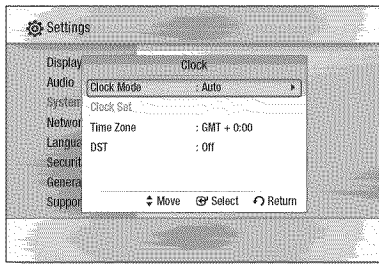 Settings
Display
Audio
System
Networ
Langua
Securit
Genera
Suppor
Clock
Clock Mode : Auto
Clock Set
Time Zone : GMT + 0:00
DST : Off
Move Select Return